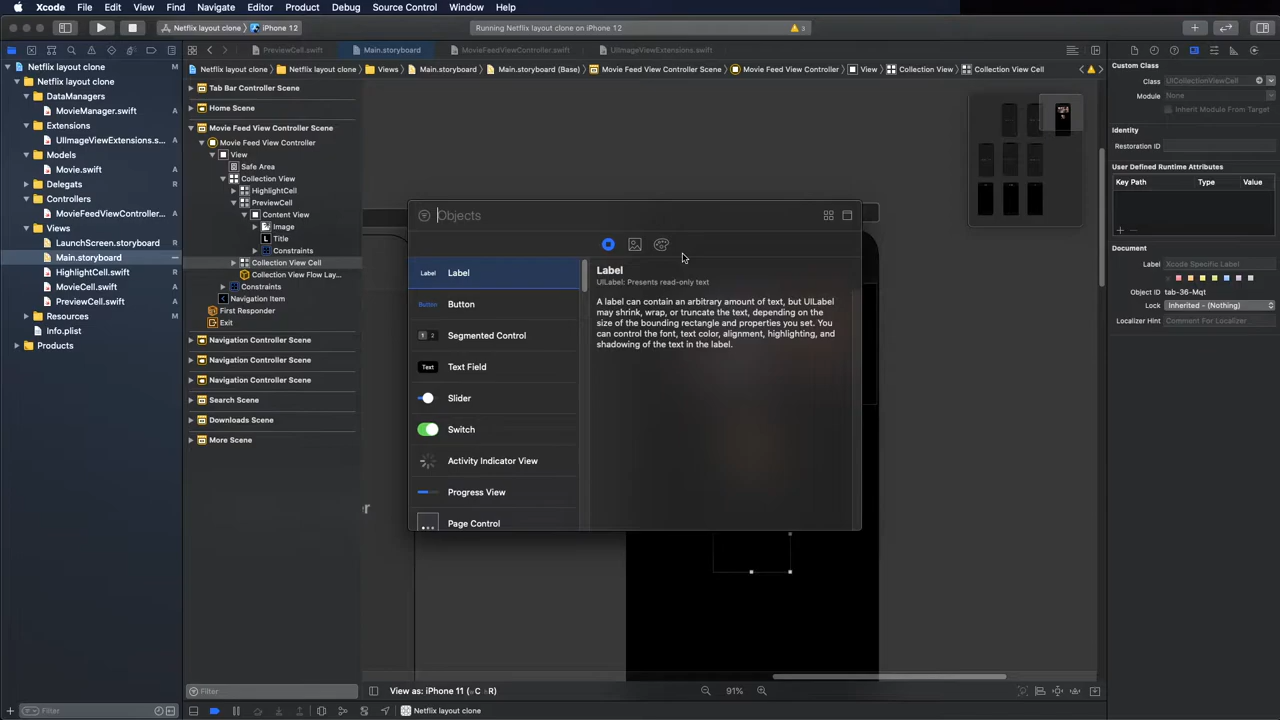 Xcode File Edit View Find Navigate Editor Product Debug Source Control Window Help
Netflix layout clone iPhone 12
Running Netflix layout clone on iPhone 12
3
PreviewCell.swift
Main.storyboard
MovieFeedViewController.swift
UIImageViewExtensions.swift
Netflix layout clone Netflix layout clone Views Main.storyboard Main.storyboard (Base) Movie Feed View Controller Scene Movie Feed View Controller View Collection View Collection View Cell
Netflix layout clone M
Netflix layout clone
DataManagers
MovieManager.swift A
Extensions
UIImageViewExtensions.s... A
Models
Movie.swift A
Delegats R
Controllers
MovieFeedViewController... A
Views
LaunchScreen.storyboard R
Main.storyboard
HighlightCell.swift R
MovieCell.swift A
PreviewCell.swift A
Resources R
Info.plist
Products
Filter
Tab Bar Controller Scene
Home Scene
Movie Feed View Controller Scene
Movie Feed View Controller
View
Safe Area
Collection View
HighlightCell
PreviewCell
Content View
Image
L Title
Constraints
Collection View Cell
Collection View Flow Lay...
Constraints
Navigation Item
First Responder
Exit
Navigation Controller Scene
Navigation Controller Scene
Navigation Controller Scene
Search Scene
Downloads Scene
More Scene
Filter
Objects
Label Label
Button Button
1 2 Segmented Control
Text Text Field
Slider
Switch
Activity Indicator View
Progress View
Page Control
Label
UILabel: Presents read-only text
A label can contain an arbitrary amount of text, but UILabel
may shrink, wrap, or truncate the text, depending on the
size of the bounding rectangle and properties you set. You
can control the font, text color, alignment, highlighting, and
shadowing of the text in the label.
View as: iPhone 11 (wC hR)
91%
Netflix layout clone
Custom Class
Class UICollectionViewCell
Module None
Inherit Module From Target
Identity
Restoration ID
User Defined Runtime Attributes
Key Path Type Value
Document
Label Xcode Specific Label
Object ID tab-36-Mqt
Lock Inherited - (Nothing)
Localizer Hint Comment For Localizer